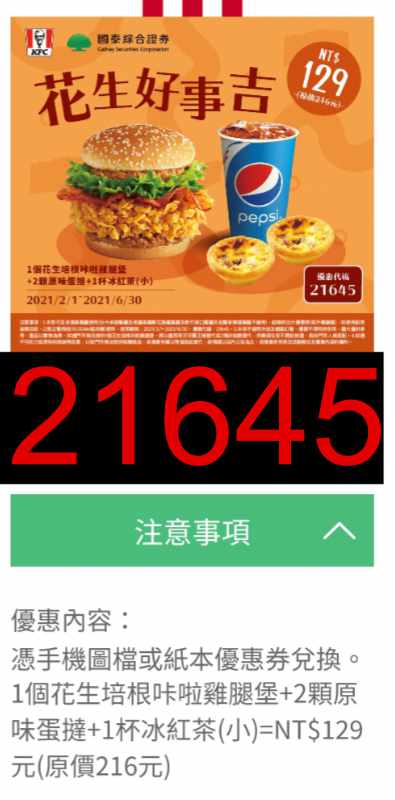 KFC
國泰綜合證券
Cathay Securities Corporation
花生好事吉
NT$
129
(原價216元)
pepsi
1個花生培根咔啦雞腿堡
+2顆原味蛋撻+1杯冰紅茶(小)
2021/2/1~2021/6/30
優惠代碼
21645
21645
注意事項
優惠內容：
憑手機圖檔或紙本優惠券兌換。
1個花生培根咔啦雞腿堡+2顆原
味蛋撻+1杯冰紅茶(小)=NT$129
元(原價216元)